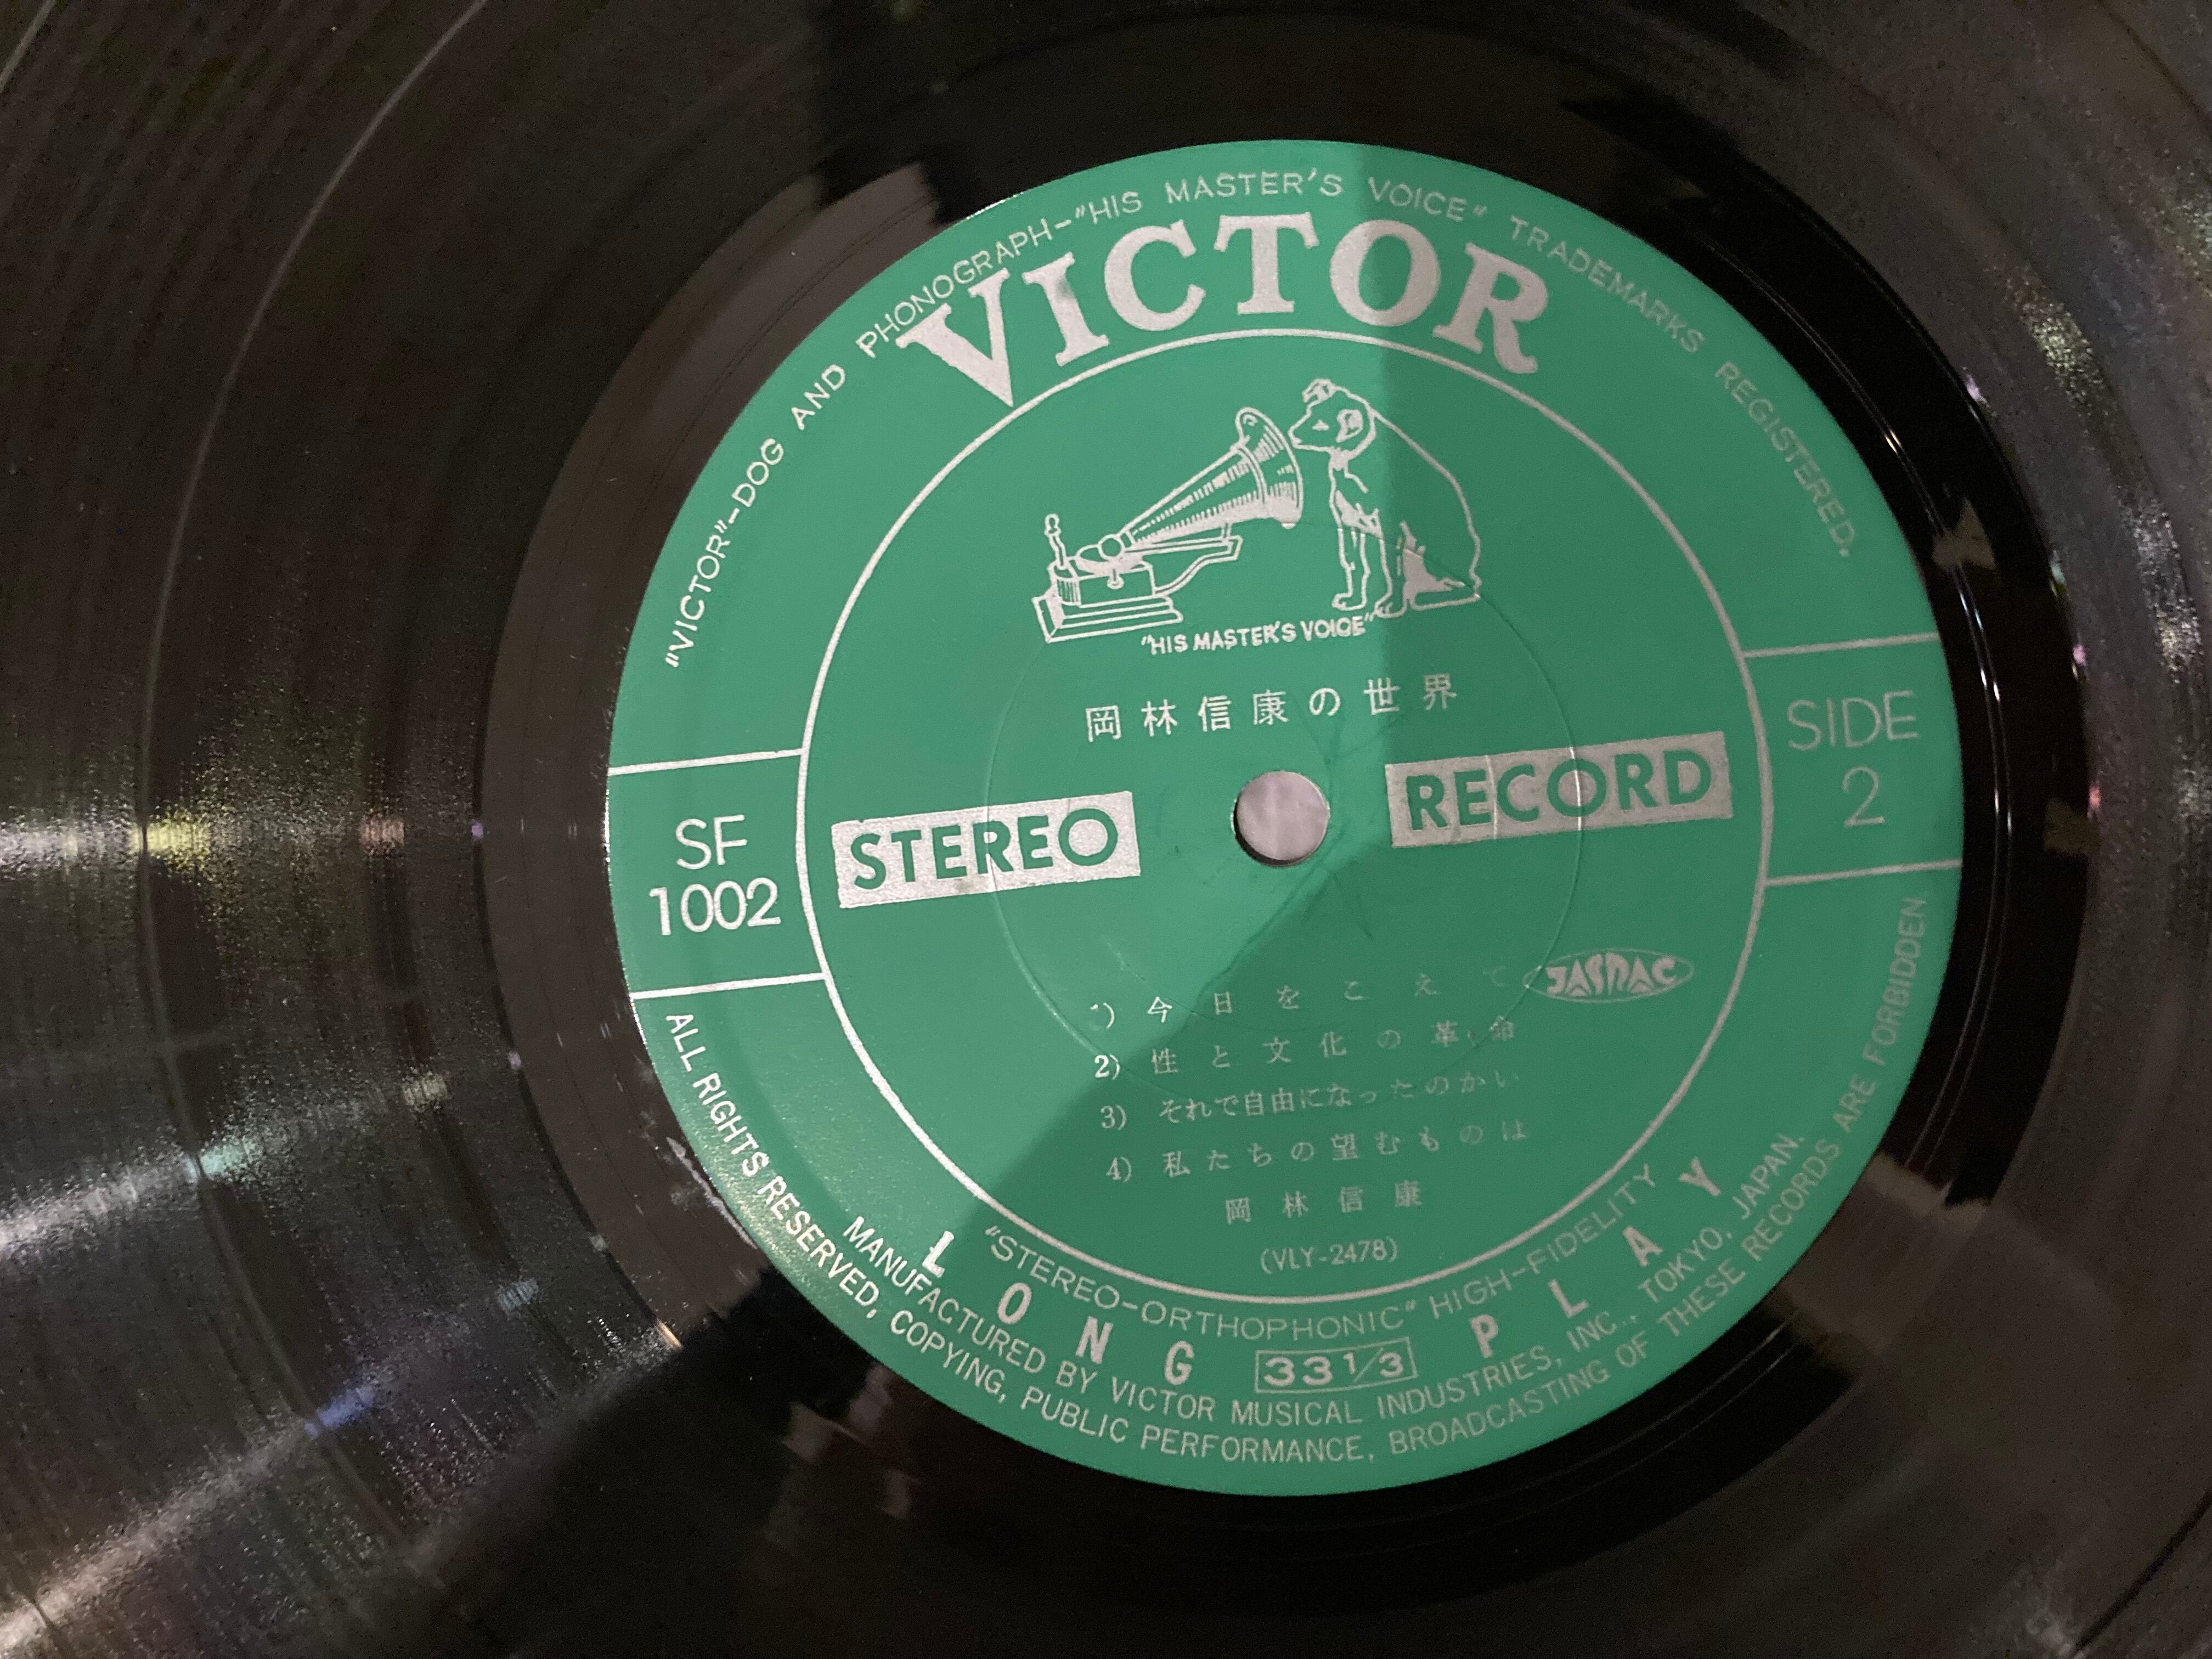 "VICTOR"-DOG AND PHONOGRAPH-"HIS MASTER'S VOICE" TRADEMARKS REGISTERED.
VICTOR
"HIS MASTER'S VOICE"
岡林信康の世界
SF
1002
STEREO
RECORD
SIDE
2
JASRAC
1) 今日をこえて
2) 性と文化の革命
3) それで自由になったのかい
4) 私たちの望むものは
岡林信康
(VLY-2478)
"STEREO-ORTHOPHONIC" HIGH-FIDELITY
LONG 33 1/3 PLAY
MANUFACTURED BY VICTOR MUSICAL INDUSTRIES, INC., TOKYO, JAPAN.
ALL RIGHTS RESERVED, COPYING, PUBLIC PERFORMANCE, BROADCASTING OF THESE RECORDS ARE FORBIDDEN.